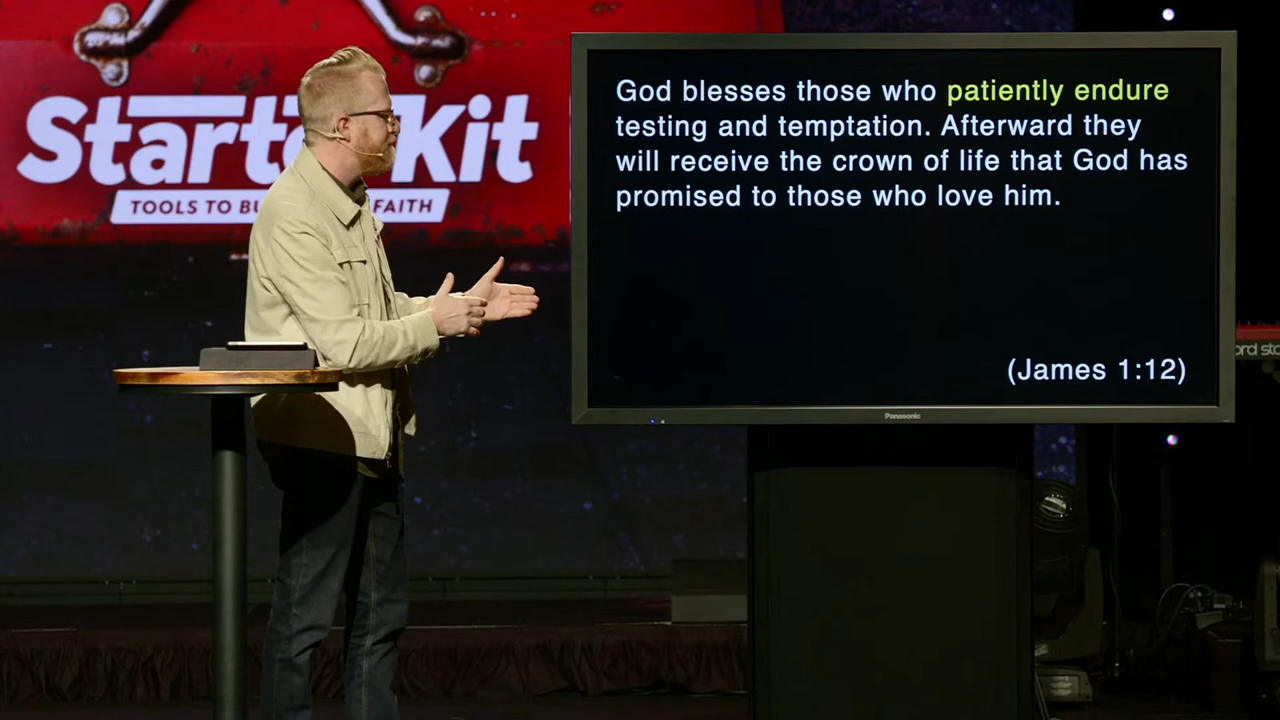 Starte Kit
TOOLS TO BU FAITH
God blesses those who patiently endure
testing and temptation. Afterward they
will receive the crown of life that God has
promised to those who love him.
(James 1:12)
Panasonic